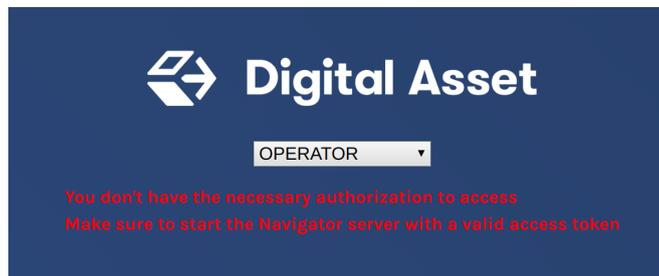 Digital Asset
OPERATOR
You don't have the necessary authorization to access
Make sure to start the Navigator server with a valid access token